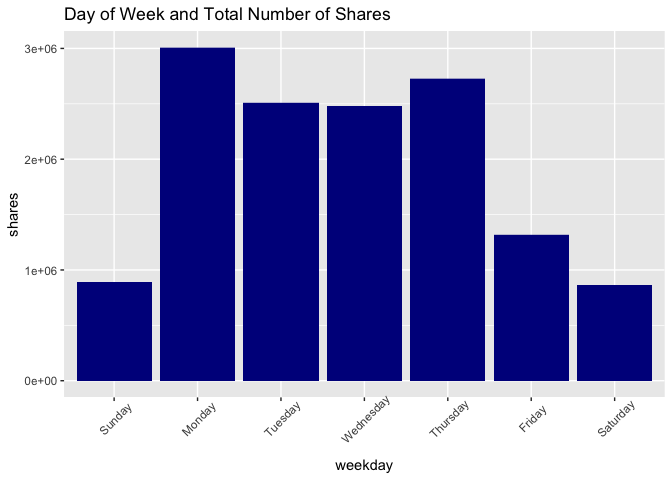 Day of Week and Total Number of Shares
3e+06
2e+06
1e+06
0e+00
shares
Sunday
Monday
Tuesday
Wednesday
Thursday
Friday
Saturday
weekday